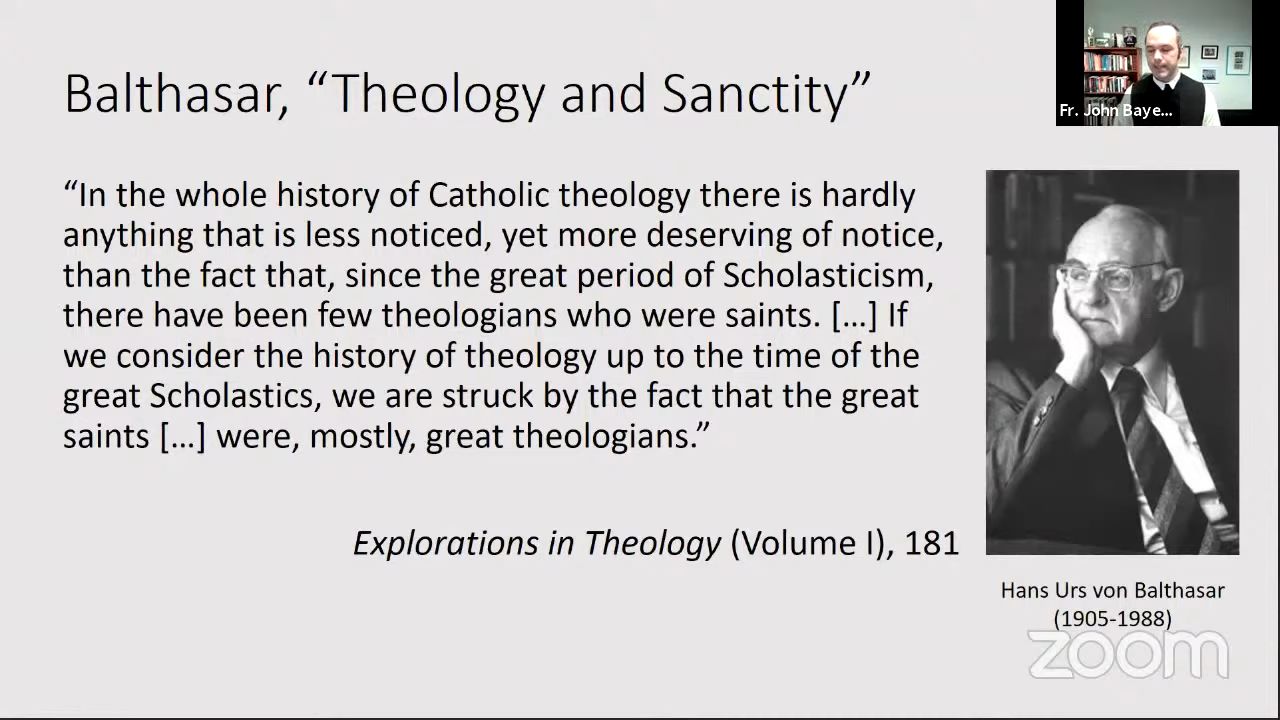 Balthasar, “Theology and Sanctity”
Fr. John Baye...
“In the whole history of Catholic theology there is hardly
anything that is less noticed, yet more deserving of notice,
than the fact that, since the great period of Scholasticism,
there have been few theologians who were saints. […] If
we consider the history of theology up to the time of the
great Scholastics, we are struck by the fact that the great
saints […] were, mostly, great theologians.”
Explorations in Theology (Volume I), 181
Hans Urs von Balthasar
(1905-1988)
zoom